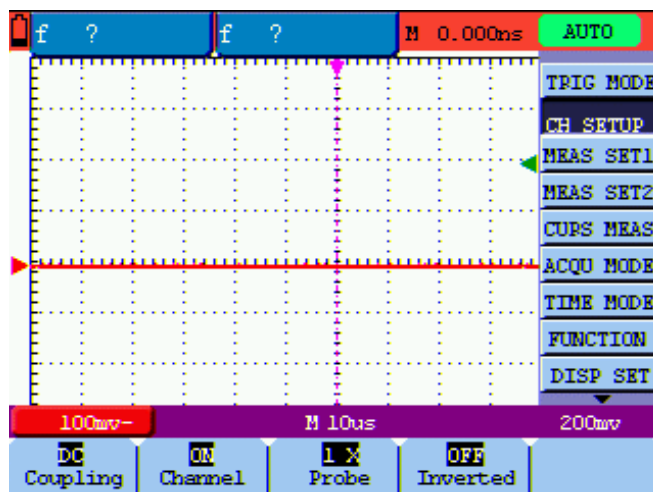 f ? f ? M 0.000ns AUTO
TRIG MODE
CH SETUP
MEAS SET1
MEAS SET2
CURS MEAS
ACQU MODE
TIME MODE
FUNCTION
DISP SET
100mv- M 10us 200mv
DC ON 1 X OFF
Coupling Channel Probe Inverted